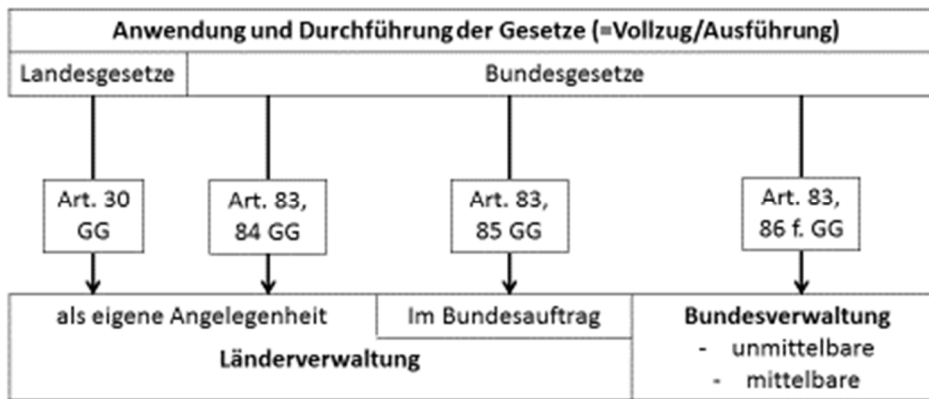 Anwendung und Durchführung der Gesetze (=Vollzug/Ausführung)
Landesgesetze
Bundesgesetze
Art. 30
GG
Art. 83,
84 GG
Art. 83,
85 GG
Art. 83,
86 f. GG
als eigene Angelegenheit
Im Bundesauftrag
Länderverwaltung
Bundesverwaltung
- unmittelbare
- mittelbare